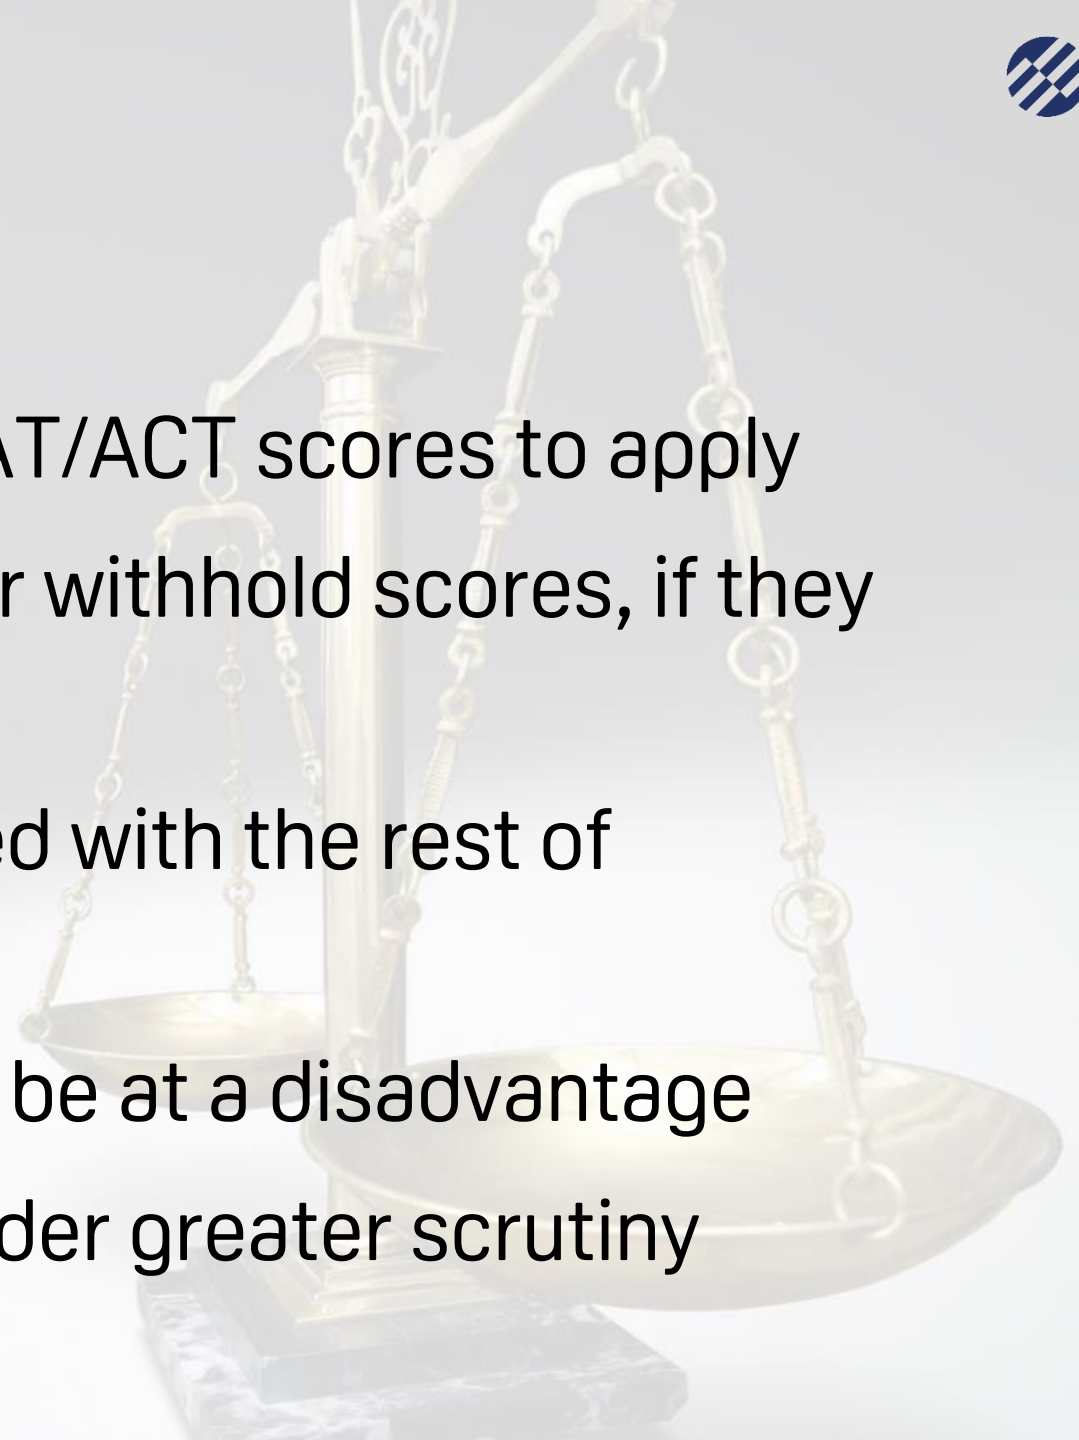 AT/ACT scores to apply
r withhold scores, if they
ed with the rest of
be at a disadvantage
der greater scrutiny